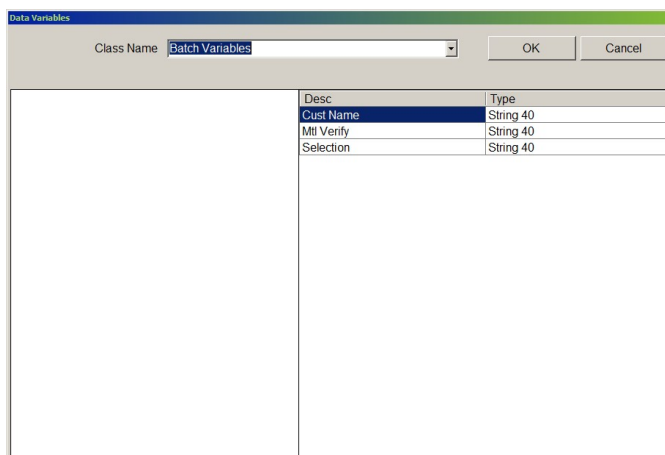 Data Variables
Class Name Batch Variables OK Cancel
Desc Type
Cust Name String 40
Mtl Verify String 40
Selection String 40